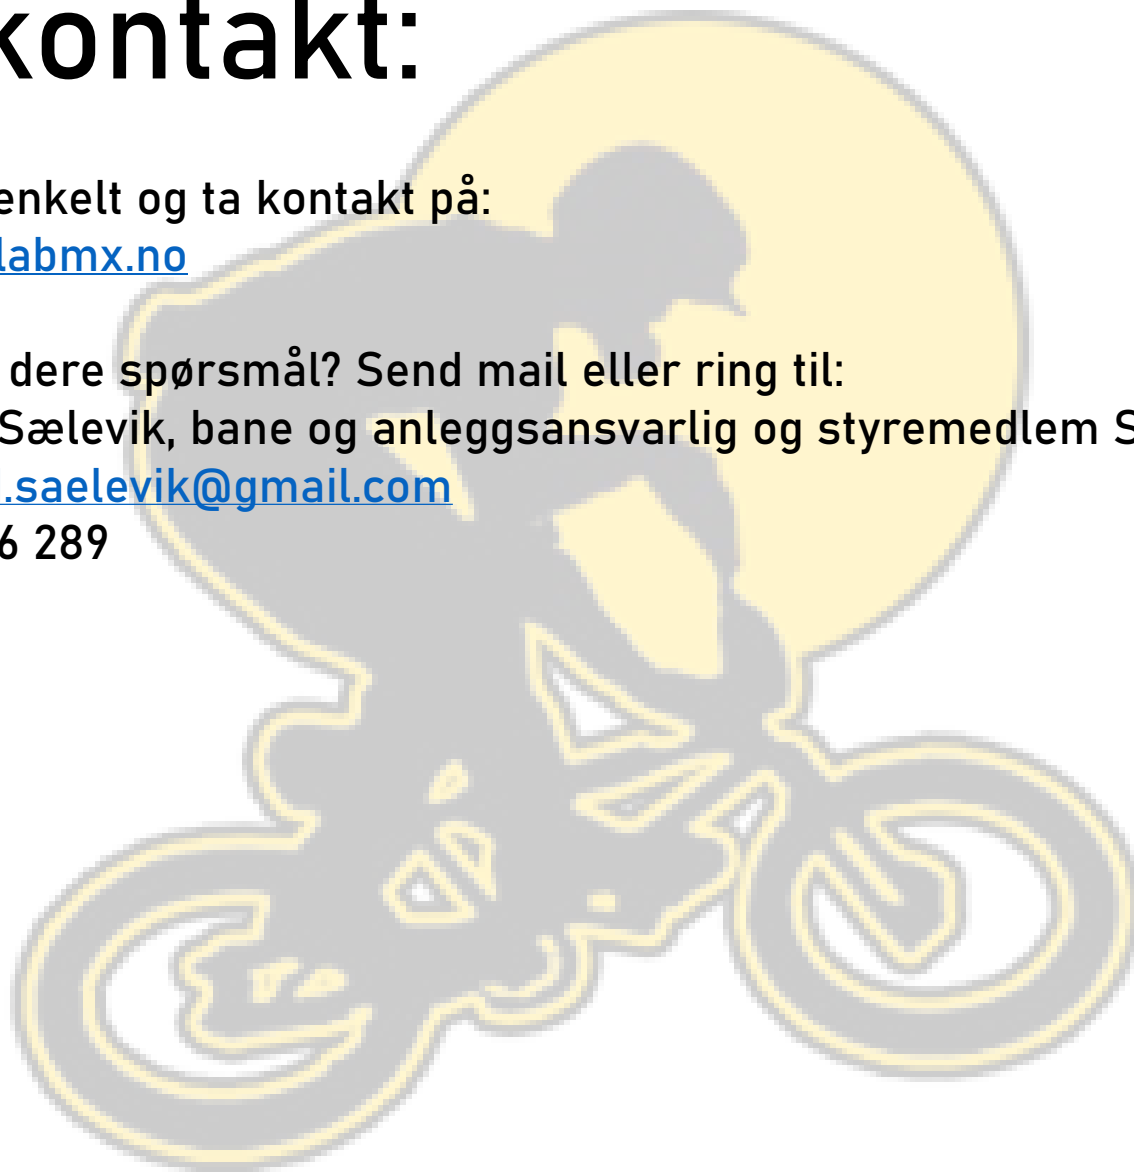 kontakt:
enkelt og ta kontakt på:
labmx.no
dere spørsmål? Send mail eller ring til:
Sælevik, bane og anleggsansvarlig og styremedlem S
.saelevik@gmail.com
6 289